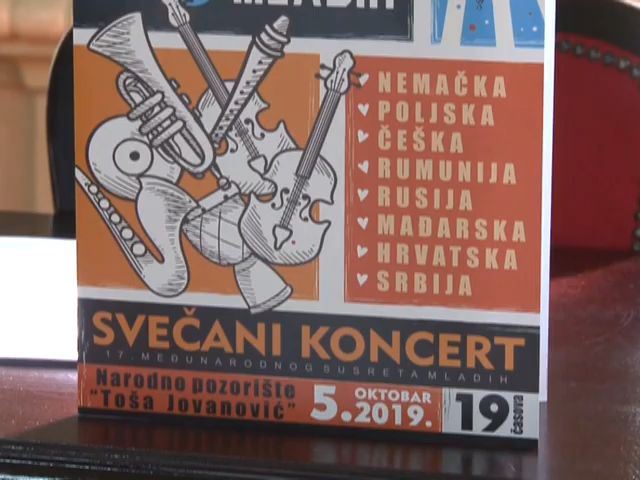 NEMAČKA
POLJSKA
ČEŠKA
RUMUNIJA
RUSIJA
MAĐARSKA
HRVATSKA
SRBIJA
SVEČANI KONCERT
17. MEĐUNARODNOG SUSRETA MLADIH
Narodno pozorište
"Toša Jovanović"
5. OKTOBAR
2019.
19 časova